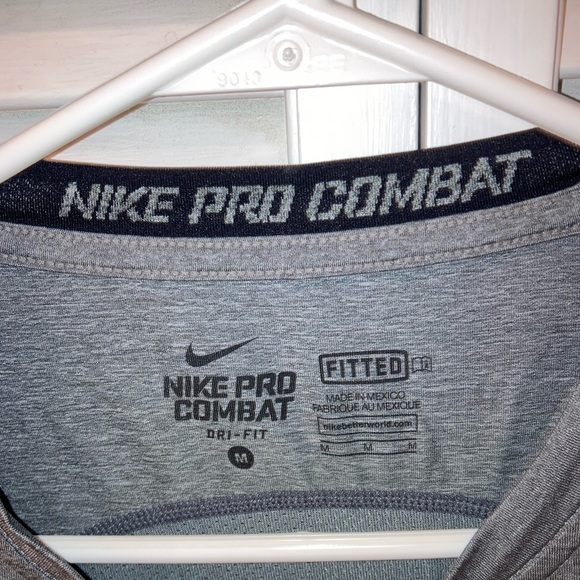 NIKE PRO COMBAT
NIKE PRO
COMBAT
DRI-FIT
M
FITTED
MADE IN MEXICO
FABRIQUE AU MEXIQUE
nikebetterworld.com
M M M